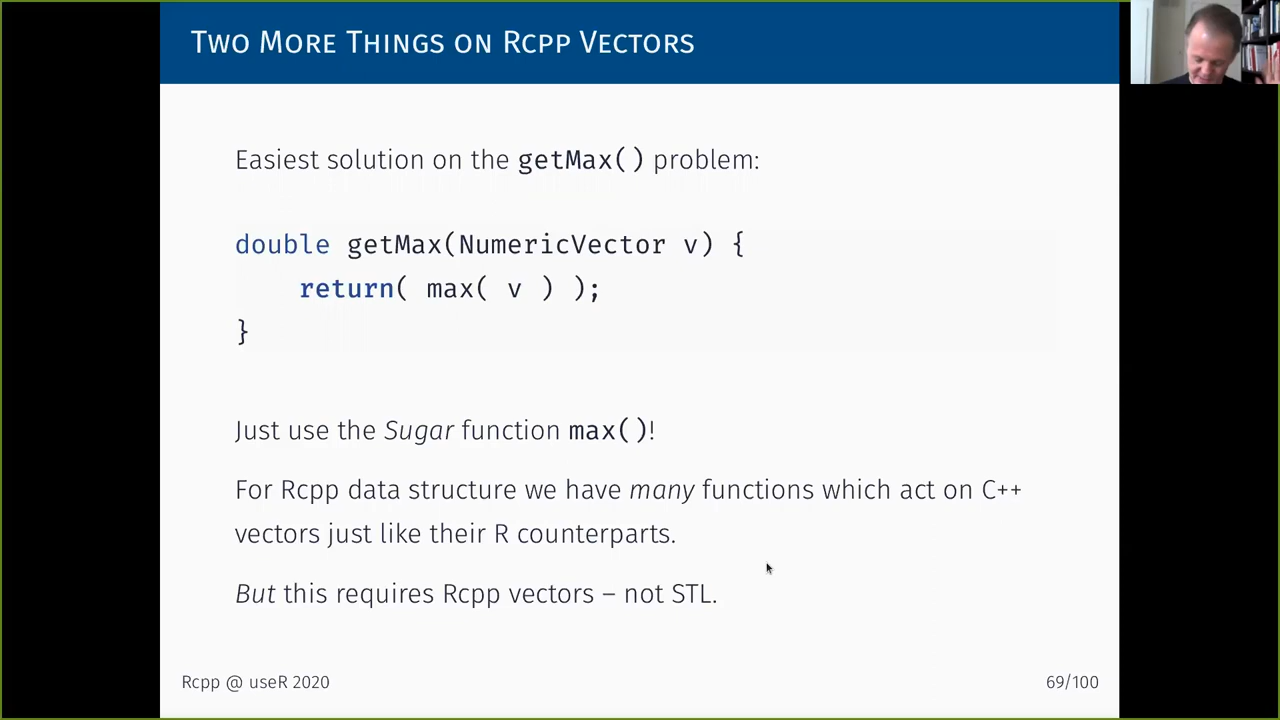 Two More Things on Rcpp Vectors
Easiest solution on the getMax() problem:
double getMax(NumericVector v) {
    return( max( v ) );
}
Just use the Sugar function max()!
For Rcpp data structure we have many functions which act on C++
vectors just like their R counterparts.
But this requires Rcpp vectors – not STL.
Rcpp @ useR 2020
69/100